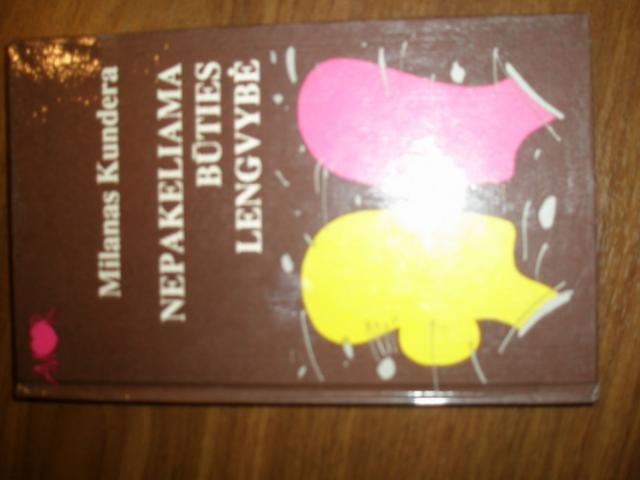 Milanas Kundera
NEPAKELIAMA
BŪTIES
LENGVYBĖ